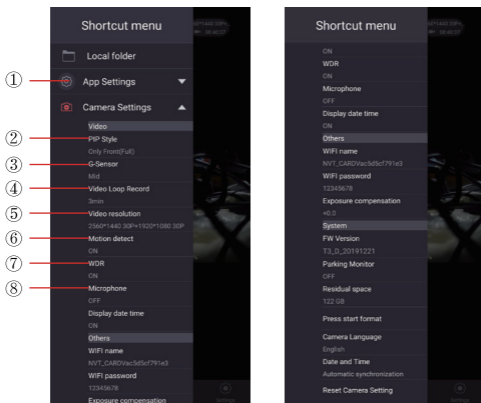 Shortcut menu
Local folder
① App Settings
Camera Settings
Video
② PIP Style
Only Front(Full)
③ G-Sensor
Mid
④ Video Loop Record
3min
⑤ Video resolution
2560*1440 30P+1920*1080 30P
⑥ Motion detect
ON
⑦ WDR
ON
⑧ Microphone
OFF
Display date time
ON
Others
WIFI name
NVT_CARDVac5d5cf791e3
WIFI password
12345678
Exposure compensation
Shortcut menu
ON
WDR
ON
Microphone
OFF
Display date time
ON
Others
WIFI name
NVT_CARDVac5d5cf791e3
WIFI password
12345678
Exposure compensation
+0.0
System
FW Version
T3_D_20191221
Parking Monitor
OFF
Residual space
122 GB
Press start format
Camera Language
English
Date and Time
Automatic synchronization
Reset Camera Setting
Settings